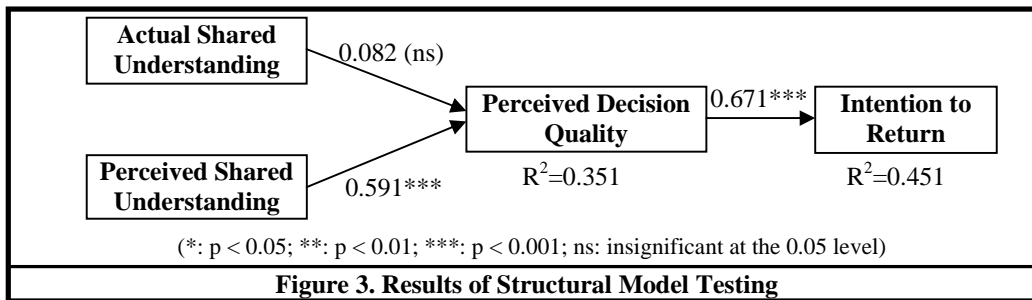 Actual Shared
Understanding
0.082 (ns)
Perceived Decision
Quality
0.671***
Intention to
Return
Perceived Shared
Understanding
0.591***
R²=0.351
R²=0.451
(*: p < 0.05; **: p < 0.01; ***: p < 0.001; ns: insignificant at the 0.05 level)
Figure 3. Results of Structural Model Testing